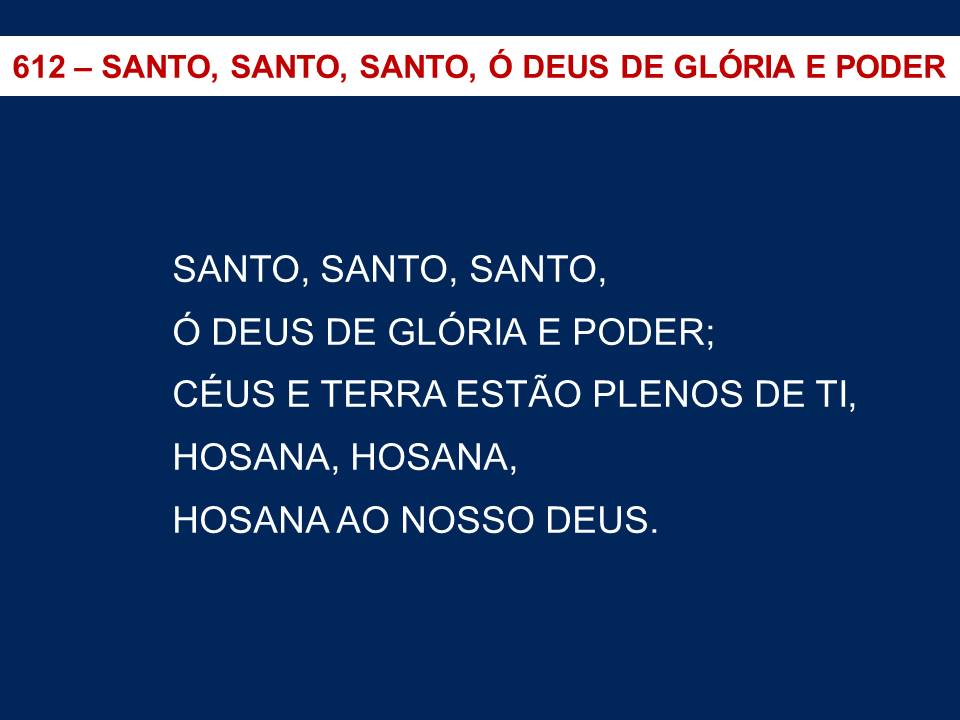 612 – SANTO, SANTO, SANTO, Ó DEUS DE GLÓRIA E PODER
SANTO, SANTO, SANTO,
Ó DEUS DE GLÓRIA E PODER;
CÉUS E TERRA ESTÃO PLENOS DE TI,
HOSANA, HOSANA,
HOSANA AO NOSSO DEUS.